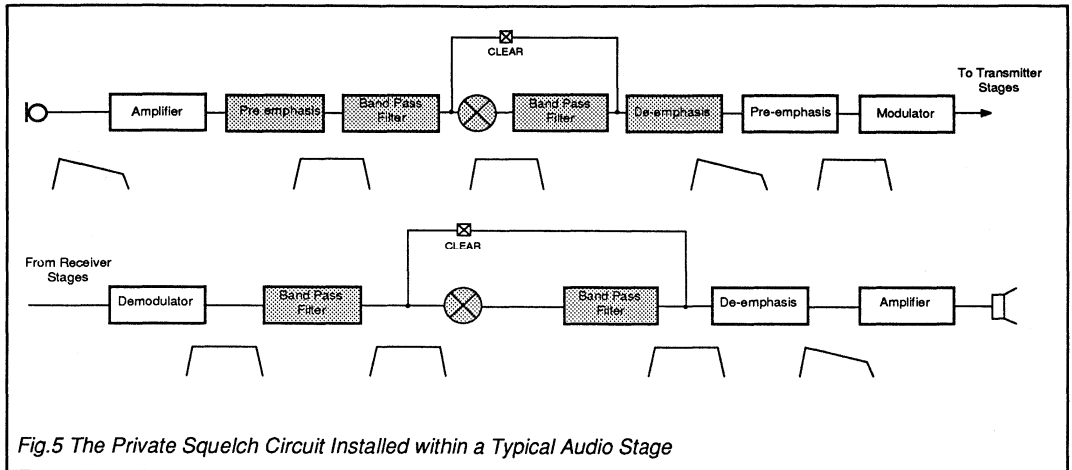 CLEAR
To Transmitter
Stages
Amplifier
Pre-emphasis
Band Pass
Filter
Band Pass
Filter
De-emphasis
Pre-emphasis
Modulator
CLEAR
From Receiver
Stages
Demodulator
Band Pass
Filter
Band Pass
Filter
De-emphasis
Amplifier
Fig.5 The Private Squelch Circuit Installed within a Typical Audio Stage